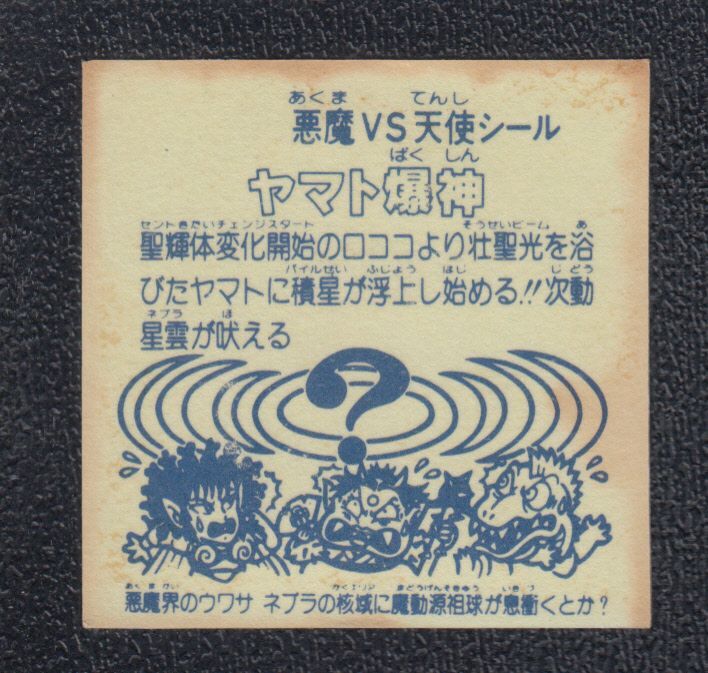 あくま てんし
悪魔VS天使シール
ばくしん
ヤマト爆神
セントきたいチェンジスタート そうせいビーム あ
聖輝体変化開始のロココより壮聖光を浴
パイルせい ふじょう はじ じどう
びたヤマトに積星が浮上し始める!!次動
ネブラ ほ
星雲が吠える
?
あくまかい かくエリア まどうげんそきゅう いきづ
悪魔界のウワサ ネブラの核域に魔動源祖球が息衝くとか?